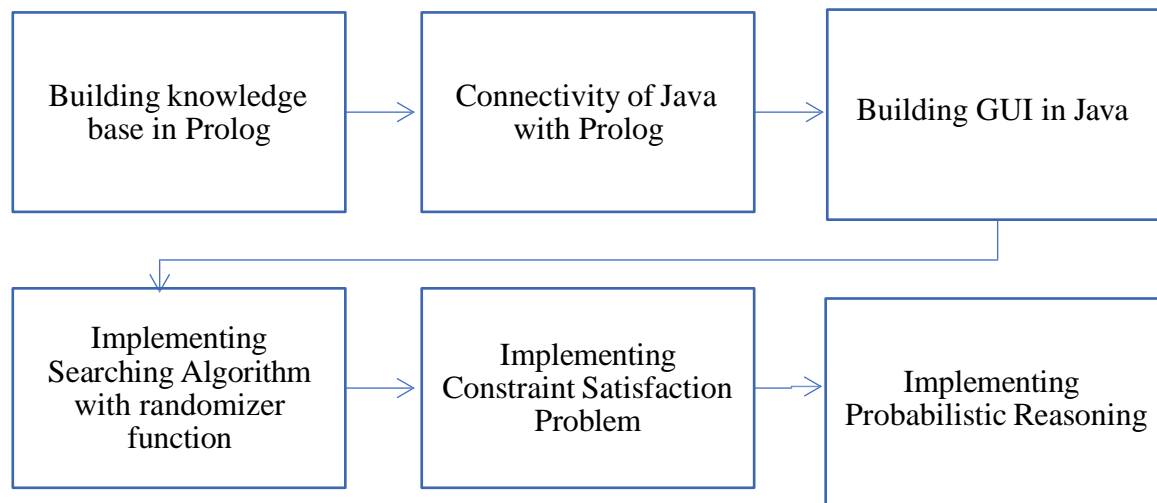 Building knowledge
base in Prolog
Connectivity of Java
with Prolog
Building GUI in Java
Implementing
Searching Algorithm
with randomizer
function
Implementing
Constraint Satisfaction
Problem
Implementing
Probabilistic Reasoning